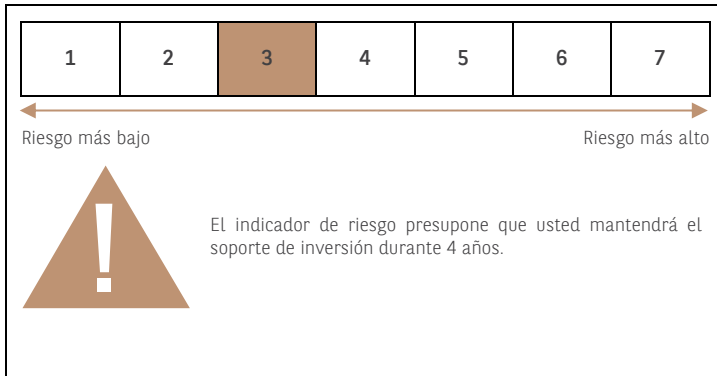 1 2 3 4 5 6 7
Riesgo más bajo Riesgo más alto
!
El indicador de riesgo presupone que usted mantendrá el
soporte de inversión durante 4 años.